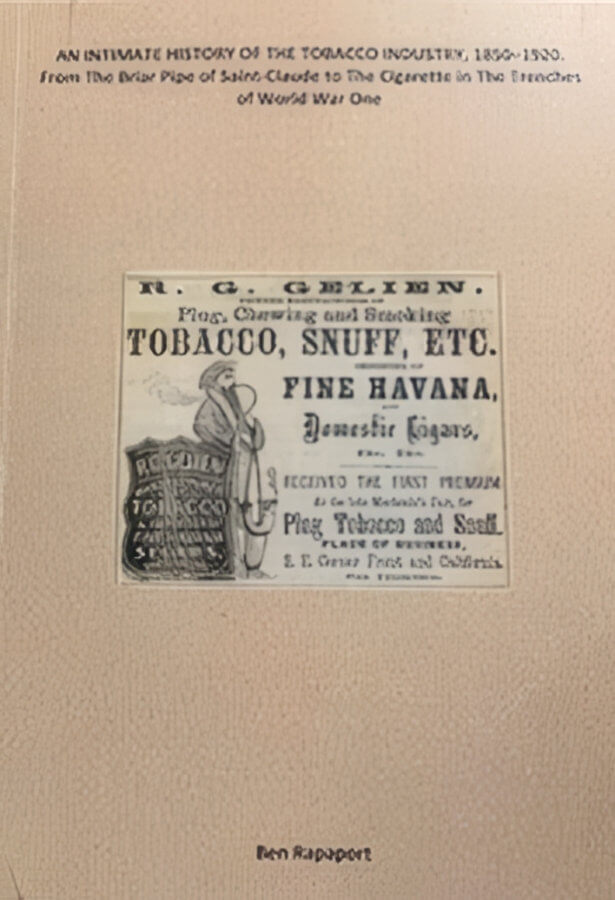 AN INTIMATE HISTORY OF THE TOBACCO INDUSTRY, 1850-1920.
From The Briar Pipe of Saint-Claude to The Cigarette in The Trenches
of World War One
R. G. GELIEN.
Plug, Chewing and Smoking
TOBACCO, SNUFF, ETC.
FINE HAVANA,
Domestic Cigars,
RECEIVED THE FIRST PREMIUM
Plug Tobacco and Snuff.
PLACE OF BUSINESS,
S. E. Corner Front and California.
TOBACCO
Ben Rapaport